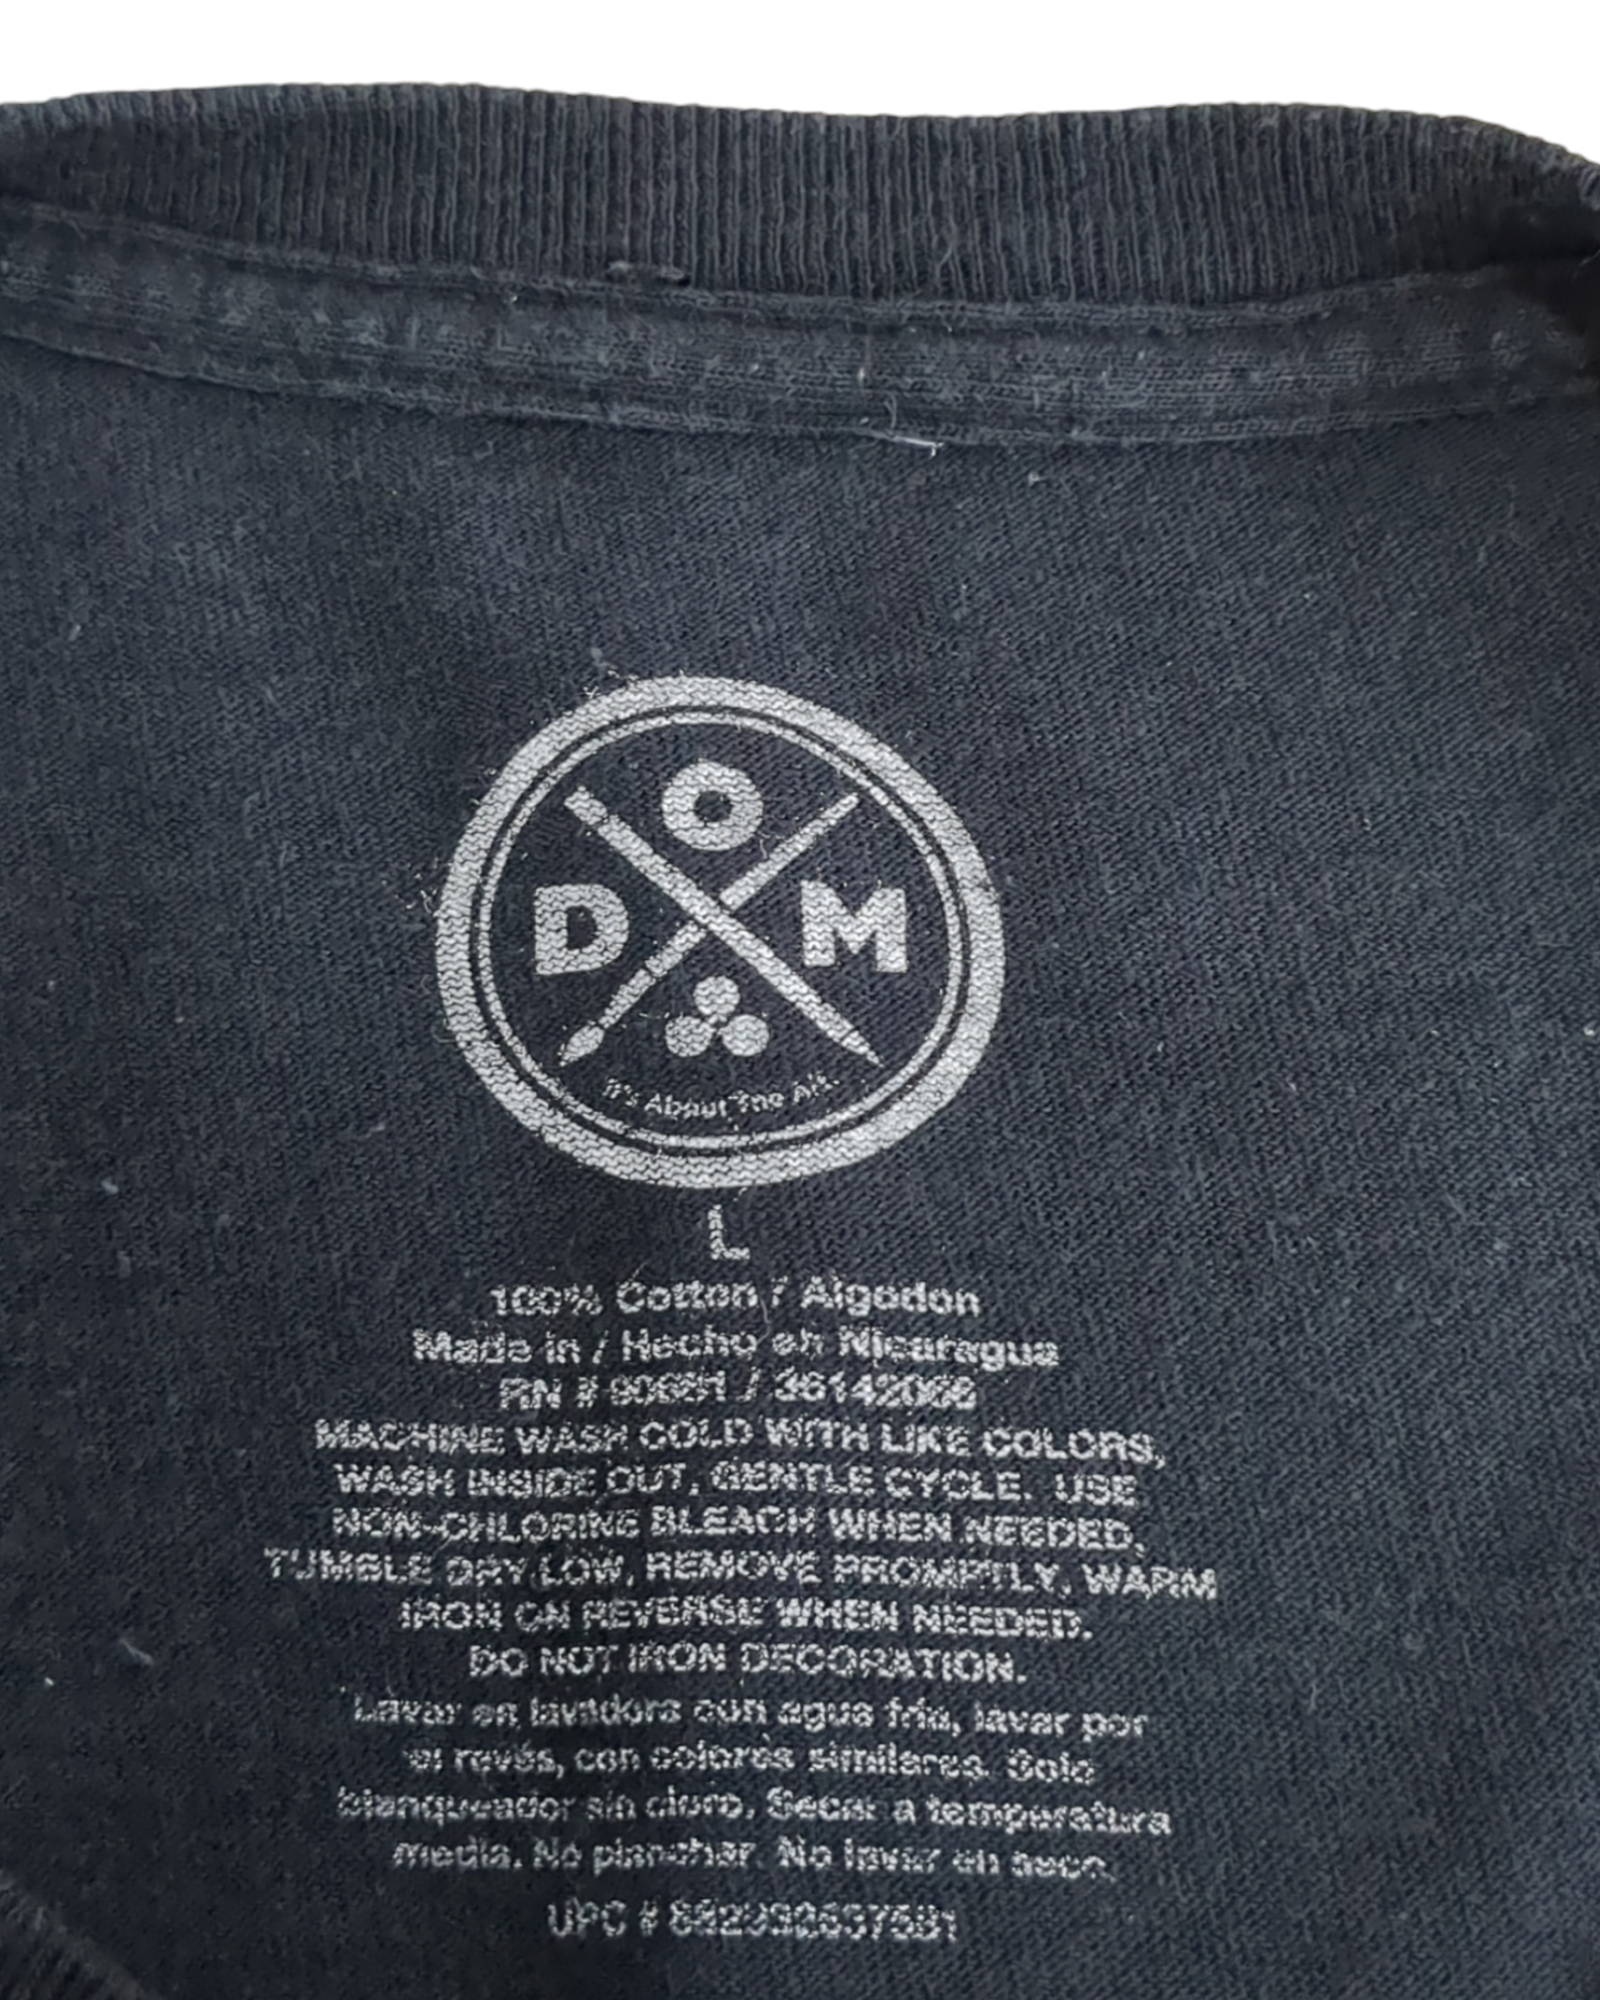 O
D M
It's About The Art.
L
100% Cotton / Algodon
Made in / Hecho en Nicaragua
RN #
MACHINE WASH COLD WITH LIKE COLORS,
WASH INSIDE OUT, GENTLE CYCLE. USE
NON-CHLORINE BLEACH WHEN NEEDED,
TUMBLE DRY LOW, REMOVE PROMPTLY, WARM
IRON ON REVERSE WHEN NEEDED.
DO NOT IRON DECORATION.
Lavar en lavadora con agua fria, lavar por
el revés, con colores similares. Solo
blanqueador sin cloro. Secar a temperatura
media. No planchar. No lavar en seco.
UPC #